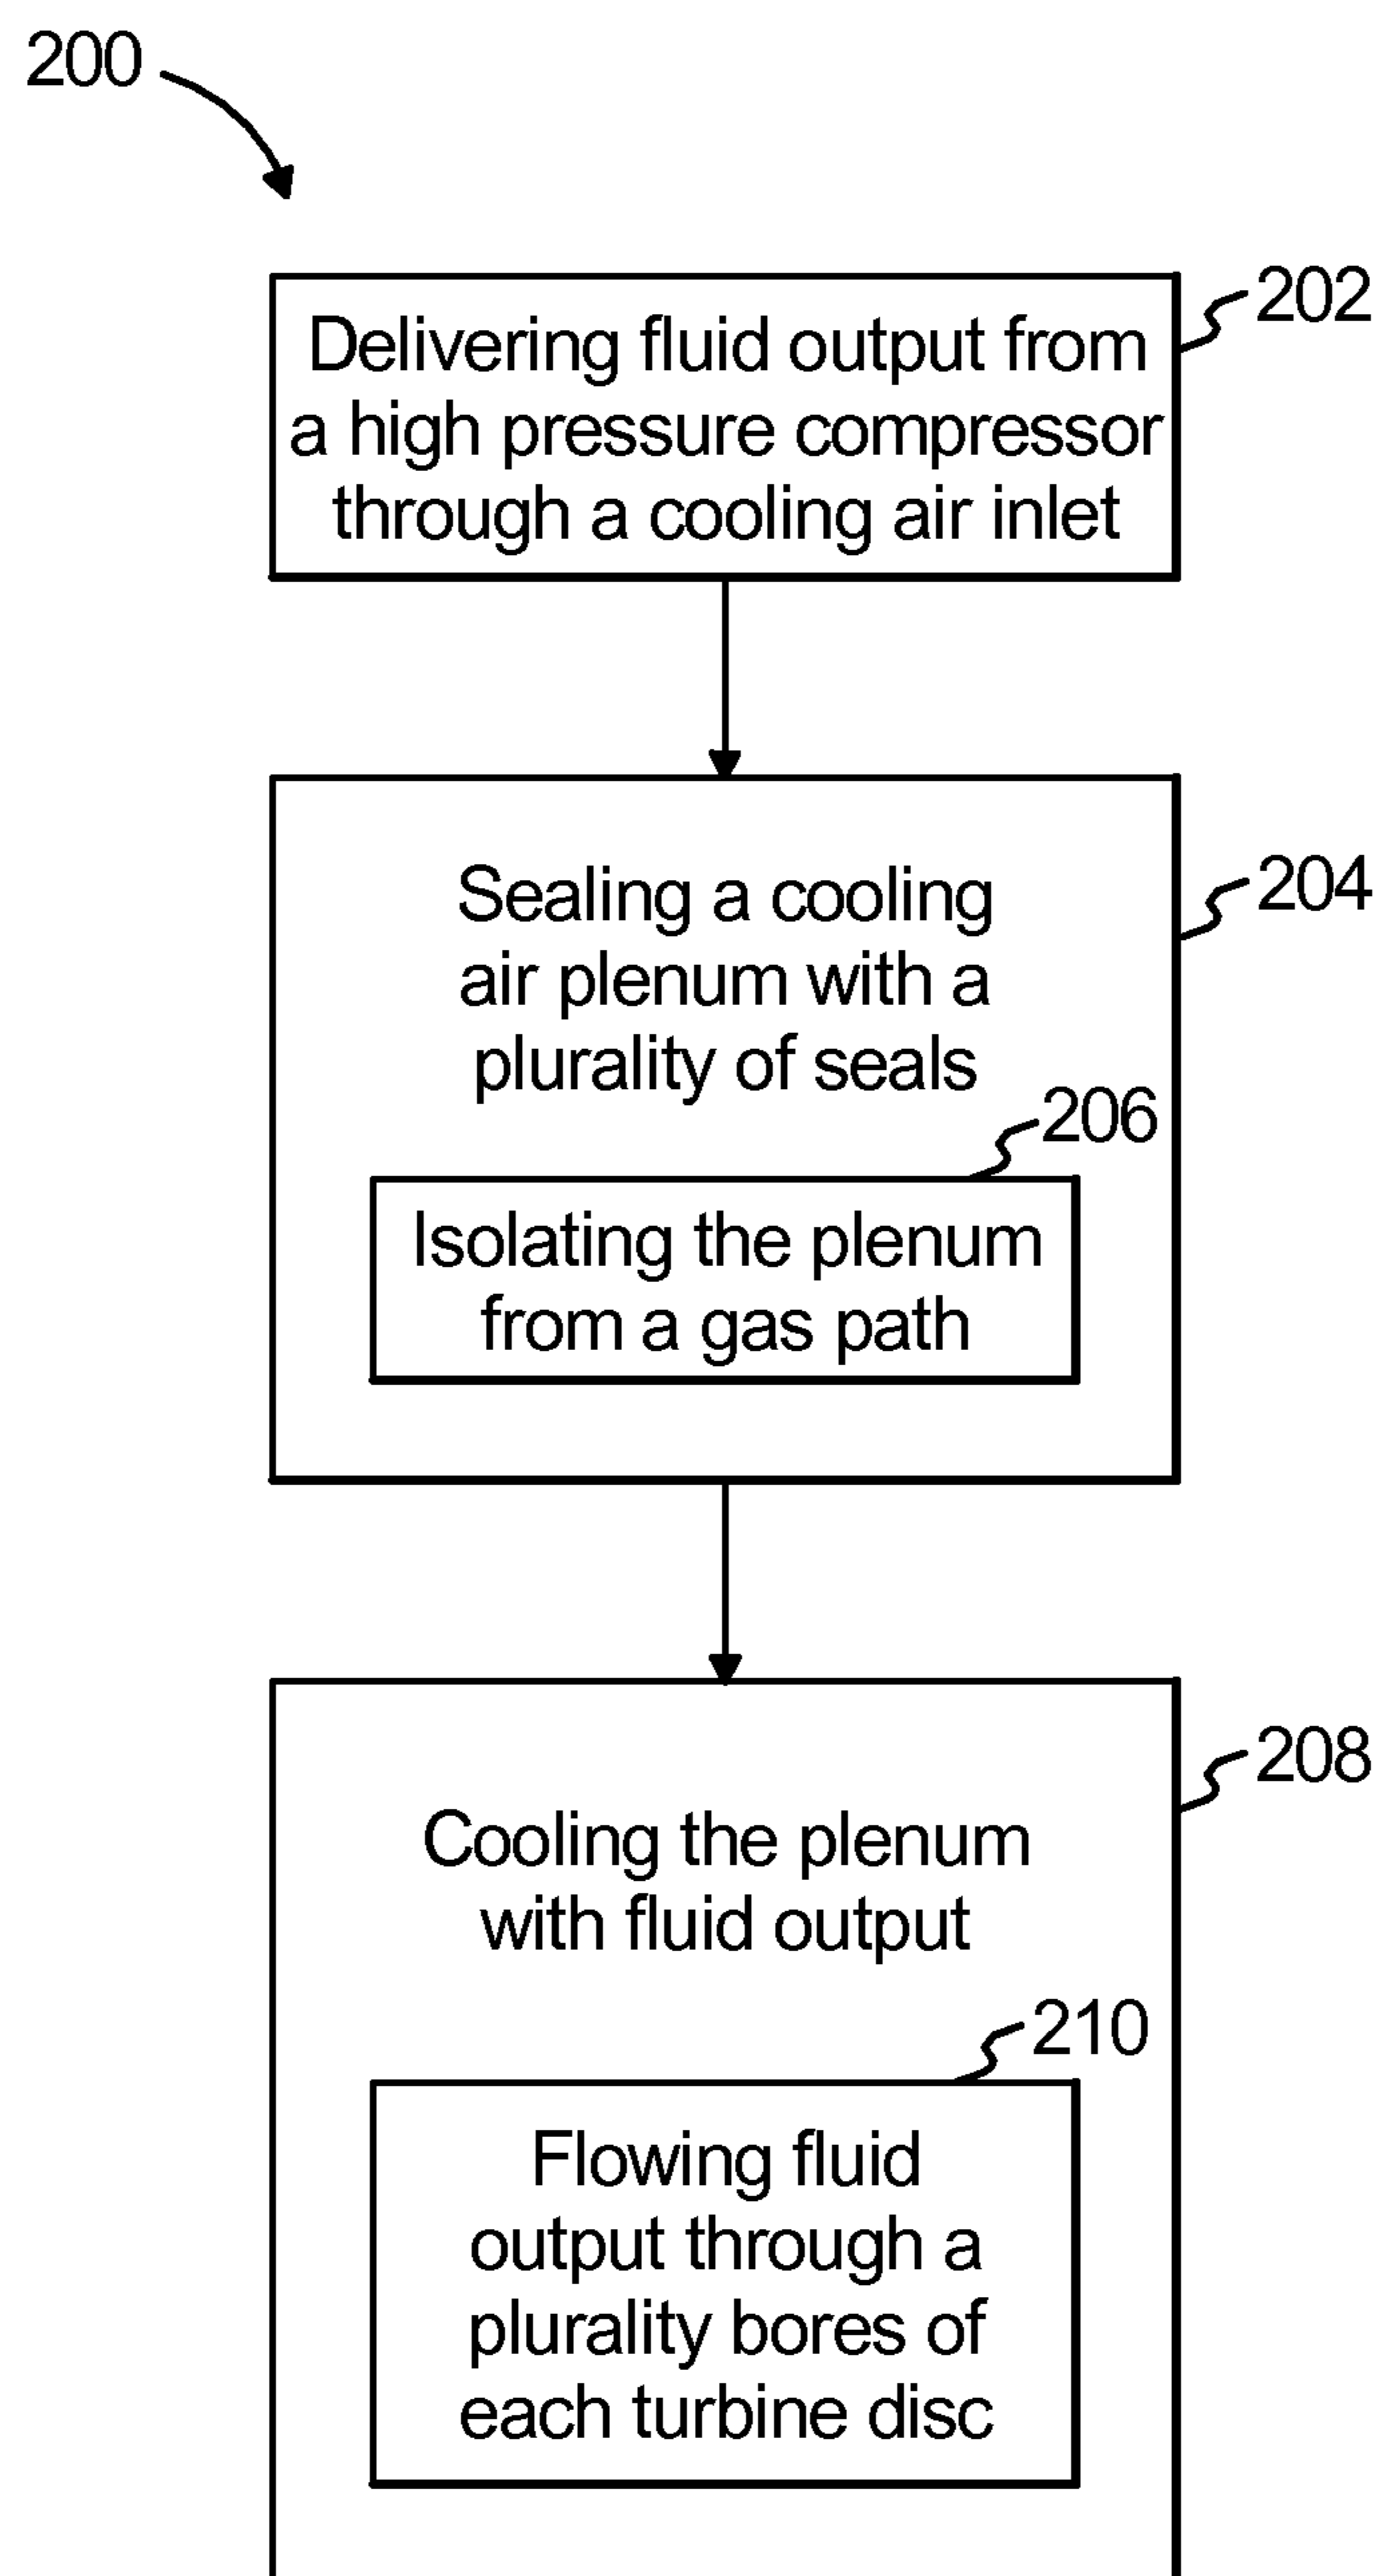 200
202
Delivering fluid output from
a high pressure compressor
through a cooling air inlet
204
Sealing a cooling
air plenum with a
plurality of seals
206
Isolating the plenum
from a gas path
208
Cooling the plenum
with fluid output
210
Flowing fluid
output through a
plurality bores of
each turbine disc